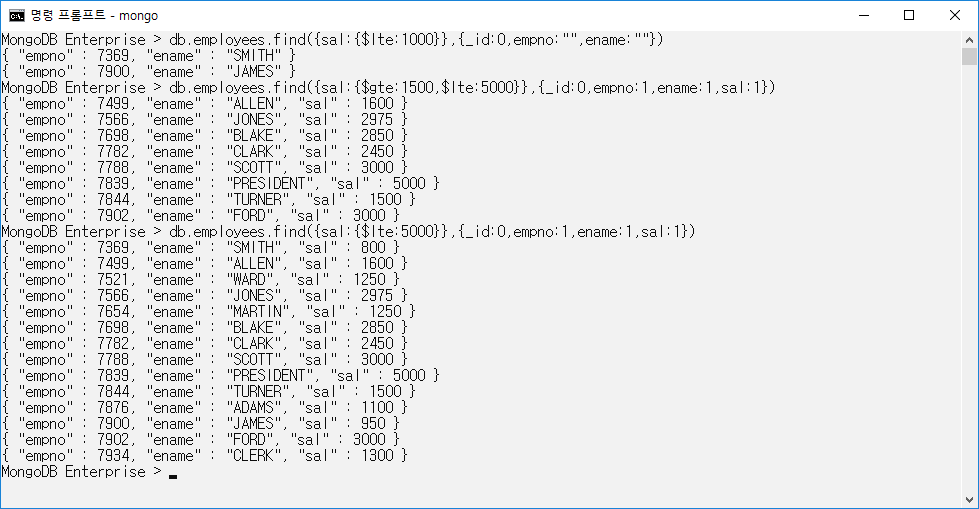 명령 프롬프트 - mongo
MongoDB Enterprise > db.employees.find({sal:{$lte:1000}},{_id:0,empno:"",ename:""})
{ "empno" : 7369, "ename" : "SMITH" }
{ "empno" : 7900, "ename" : "JAMES" }
MongoDB Enterprise > db.employees.find({sal:{$gte:1500,$lte:5000}},{_id:0,empno:1,ename:1,sal:1})
{ "empno" : 7499, "ename" : "ALLEN", "sal" : 1600 }
{ "empno" : 7566, "ename" : "JONES", "sal" : 2975 }
{ "empno" : 7698, "ename" : "BLAKE", "sal" : 2850 }
{ "empno" : 7782, "ename" : "CLARK", "sal" : 2450 }
{ "empno" : 7788, "ename" : "SCOTT", "sal" : 3000 }
{ "empno" : 7839, "ename" : "PRESIDENT", "sal" : 5000 }
{ "empno" : 7844, "ename" : "TURNER", "sal" : 1500 }
{ "empno" : 7902, "ename" : "FORD", "sal" : 3000 }
MongoDB Enterprise > db.employees.find({sal:{$lte:5000}},{_id:0,empno:1,ename:1,sal:1})
{ "empno" : 7369, "ename" : "SMITH", "sal" : 800 }
{ "empno" : 7499, "ename" : "ALLEN", "sal" : 1600 }
{ "empno" : 7521, "ename" : "WARD", "sal" : 1250 }
{ "empno" : 7566, "ename" : "JONES", "sal" : 2975 }
{ "empno" : 7654, "ename" : "MARTIN", "sal" : 1250 }
{ "empno" : 7698, "ename" : "BLAKE", "sal" : 2850 }
{ "empno" : 7782, "ename" : "CLARK", "sal" : 2450 }
{ "empno" : 7788, "ename" : "SCOTT", "sal" : 3000 }
{ "empno" : 7839, "ename" : "PRESIDENT", "sal" : 5000 }
{ "empno" : 7844, "ename" : "TURNER", "sal" : 1500 }
{ "empno" : 7876, "ename" : "ADAMS", "sal" : 1100 }
{ "empno" : 7900, "ename" : "JAMES", "sal" : 950 }
{ "empno" : 7902, "ename" : "FORD", "sal" : 3000 }
{ "empno" : 7934, "ename" : "CLERK", "sal" : 1300 }
MongoDB Enterprise >